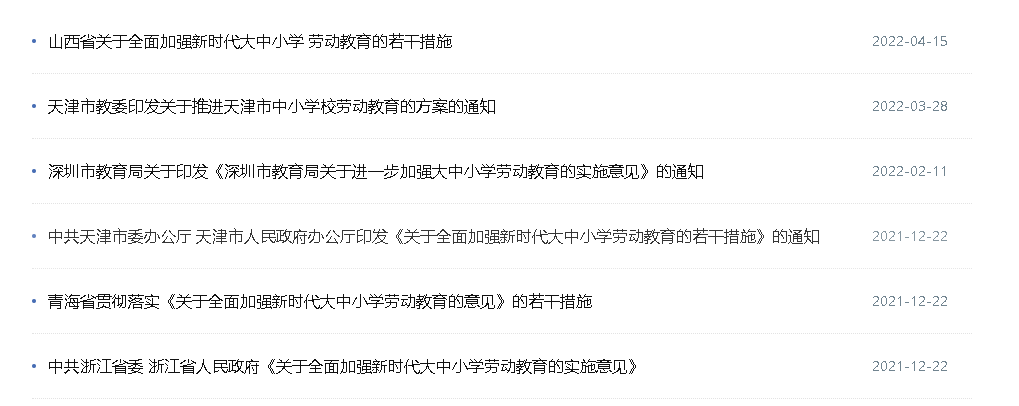 山西省关于全面加强新时代大中小学 劳动教育的若干措施 2022-04-15
天津市教委印发关于推进天津市中小学校劳动教育的方案的通知 2022-03-28
深圳市教育局关于印发《深圳市教育局关于进一步加强大中小学劳动教育的实施意见》的通知 2022-02-11
中共天津市委办公厅 天津市人民政府办公厅印发《关于全面加强新时代大中小学劳动教育的若干措施》的通知 2021-12-22
青海省贯彻落实《关于全面加强新时代大中小学劳动教育的意见》的若干措施 2021-12-22
中共浙江省委 浙江省人民政府《关于全面加强新时代大中小学劳动教育的实施意见》 2021-12-22